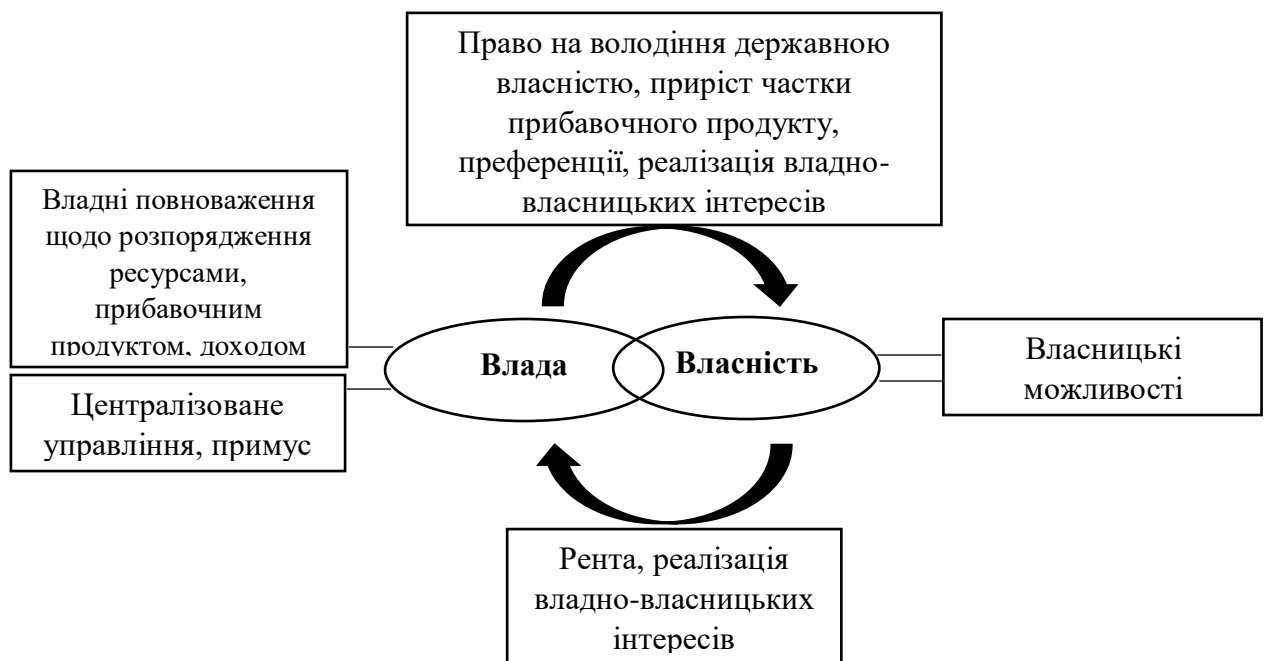 Право на володіння державною
власністю, приріст частки
прибавочного продукту,
преференції, реалізація владно-
власницьких інтересів
Владні повноваження
щодо розпорядження
ресурсами,
прибавочним
продуктом, доходом
Централізоване
управління, примус
Влада
Власність
Власницькі
можливості
Рента, реалізація
владно-власницьких
інтересів